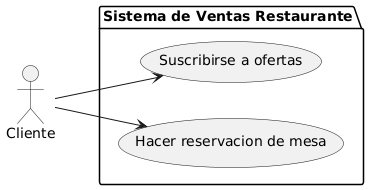 Sistema de Ventas Restaurante
Suscribirse a ofertas
Cliente
Hacer reservacion de mesa